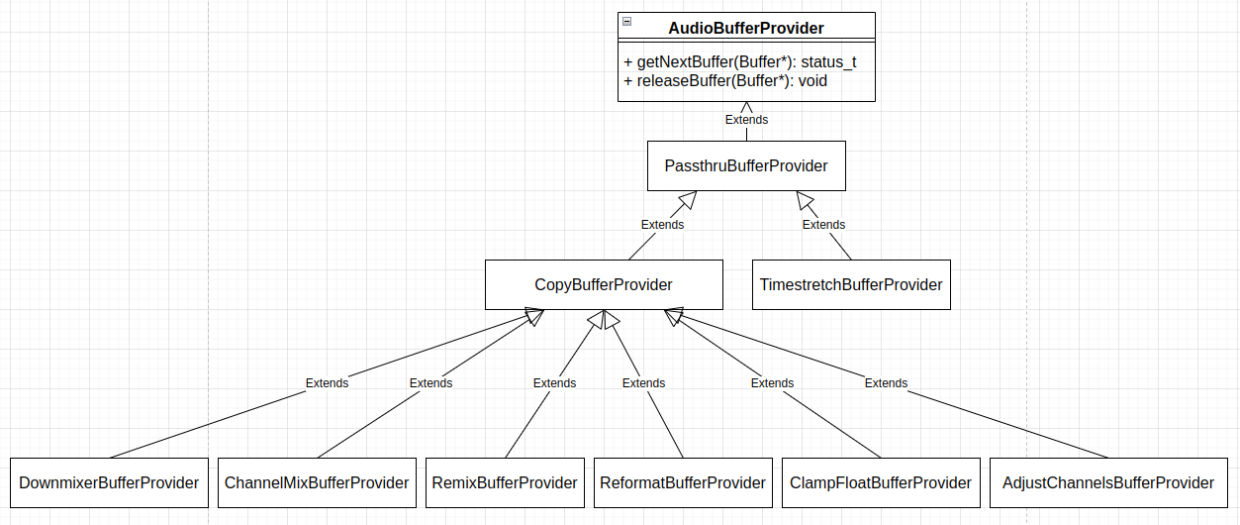 AudioBufferProvider
+ getNextBuffer(Buffer*): status_t
+ releaseBuffer(Buffer*): void
Extends
PassthruBufferProvider
Extends
Extends
CopyBufferProvider
TimestretchBufferProvider
Extends
Extends
Extends
Extends
Extends
Extends
DownmixerBufferProvider
ChannelMixBufferProvider
RemixBufferProvider
ReformatBufferProvider
ClampFloatBufferProvider
AdjustChannelsBufferProvider